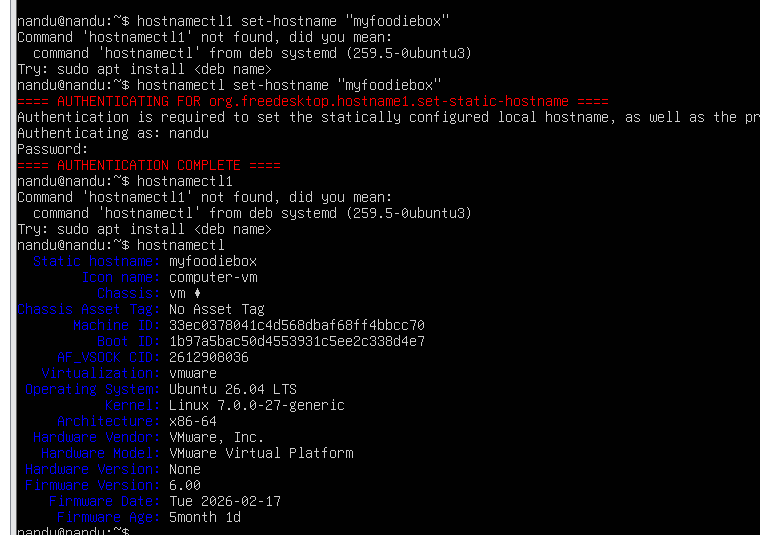 nandu@nandu:~$ hostnamectl1 set-hostname "myfoodiebox"
Command 'hostnamectl1' not found, did you mean:
command 'hostnamectl' from deb systemd (259.5-0ubuntu3)
Try: sudo apt install <deb name>
nandu@nandu:~$ hostnamectl set-hostname "myfoodiebox"
==== AUTHENTICATING FOR org.freedesktop.hostname1.set-static-hostname ====
Authentication is required to set the statically configured local hostname, as well as the pr
Authenticating as: nandu
Password:
==== AUTHENTICATION COMPLETE ====
nandu@nandu:~$ hostnamectl1
Command 'hostnamectl1' not found, did you mean:
command 'hostnamectl' from deb systemd (259.5-0ubuntu3)
Try: sudo apt install <deb name>
nandu@nandu:~$ hostnamectl
Static hostname: myfoodiebox
Icon name: computer-vm
Chassis: vm ♦
Chassis Asset Tag: No Asset Tag
Machine ID: 33ec0378041c4d568dbaf68ff4bbcc70
Boot ID: 1b97a5bac50d4553931c5ee2c338d4e7
AF_VSOCK CID: 2612908036
Virtualization: vmware
Operating System: Ubuntu 26.04 LTS
Kernel: Linux 7.0.0-27-generic
Architecture: x86-64
Hardware Vendor: VMware, Inc.
Hardware Model: VMware Virtual Platform
Hardware Version: None
Firmware Version: 6.00
Firmware Date: Tue 2026-02-17
Firmware Age: 5month 1d
nandu@nandu:~$